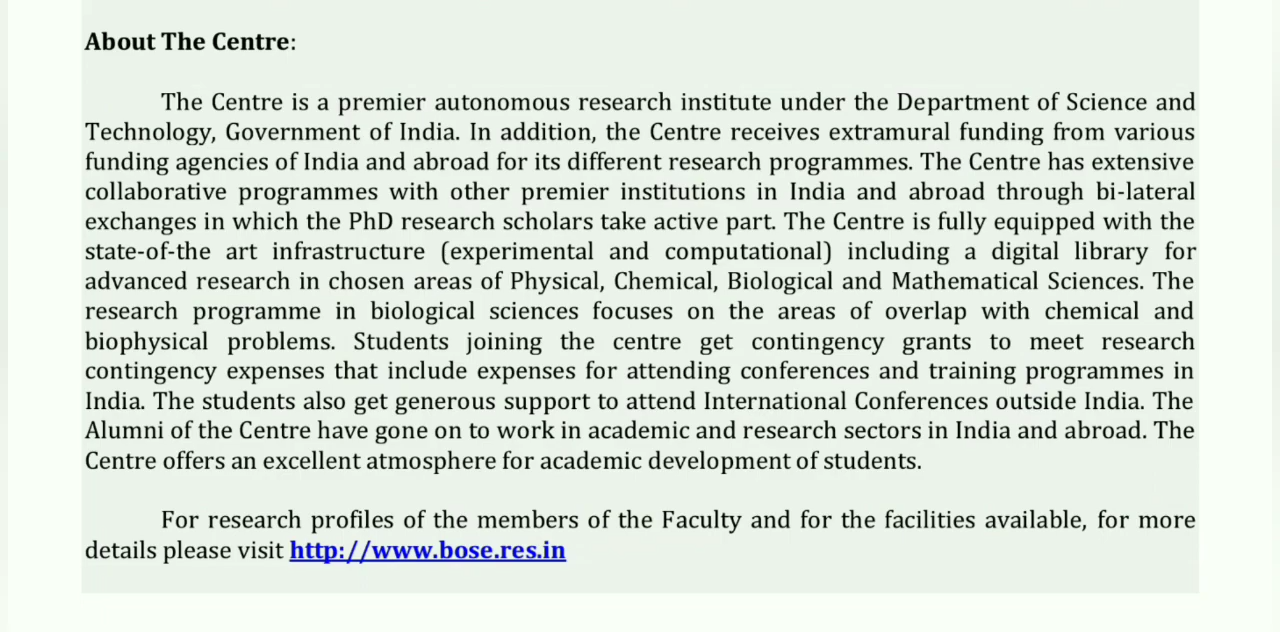 About The Centre:
The Centre is a premier autonomous research institute under the Department of Science and
Technology, Government of India. In addition, the Centre receives extramural funding from various
funding agencies of India and abroad for its different research programmes. The Centre has extensive
collaborative programmes with other premier institutions in India and abroad through bi-lateral
exchanges in which the PhD research scholars take active part. The Centre is fully equipped with the
state-of-the art infrastructure (experimental and computational) including a digital library for
advanced research in chosen areas of Physical, Chemical, Biological and Mathematical Sciences. The
research programme in biological sciences focuses on the areas of overlap with chemical and
biophysical problems. Students joining the centre get contingency grants to meet research
contingency expenses that include expenses for attending conferences and training programmes in
India. The students also get generous support to attend International Conferences outside India. The
Alumni of the Centre have gone on to work in academic and research sectors in India and abroad. The
Centre offers an excellent atmosphere for academic development of students.
For research profiles of the members of the Faculty and for the facilities available, for more
details please visit http://www.bose.res.in